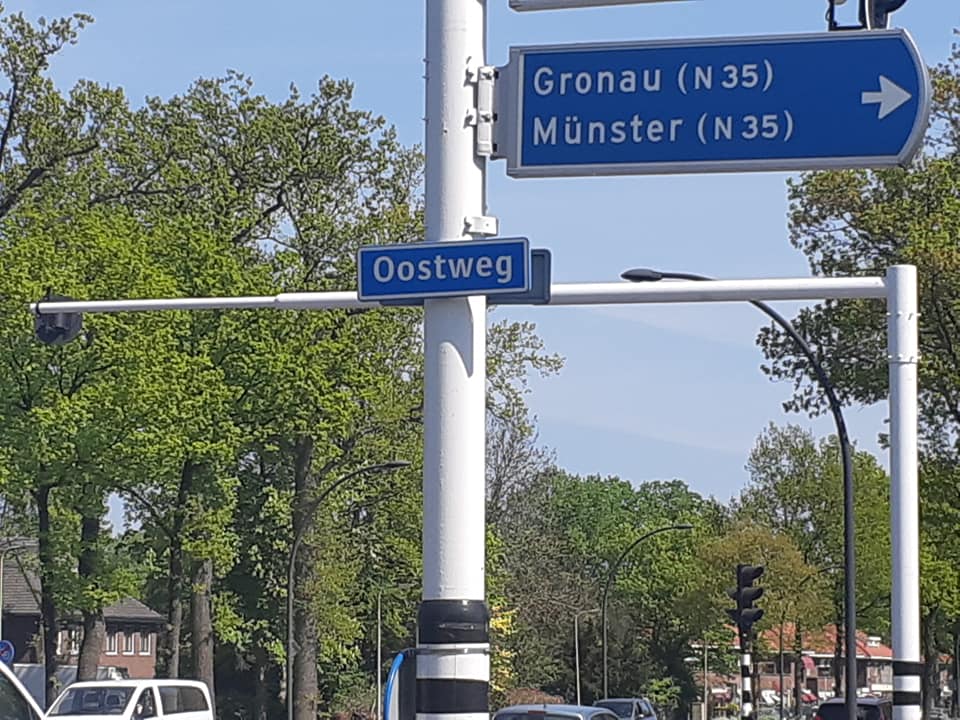 Gronau (N 35)
Münster (N 35)
Oostweg